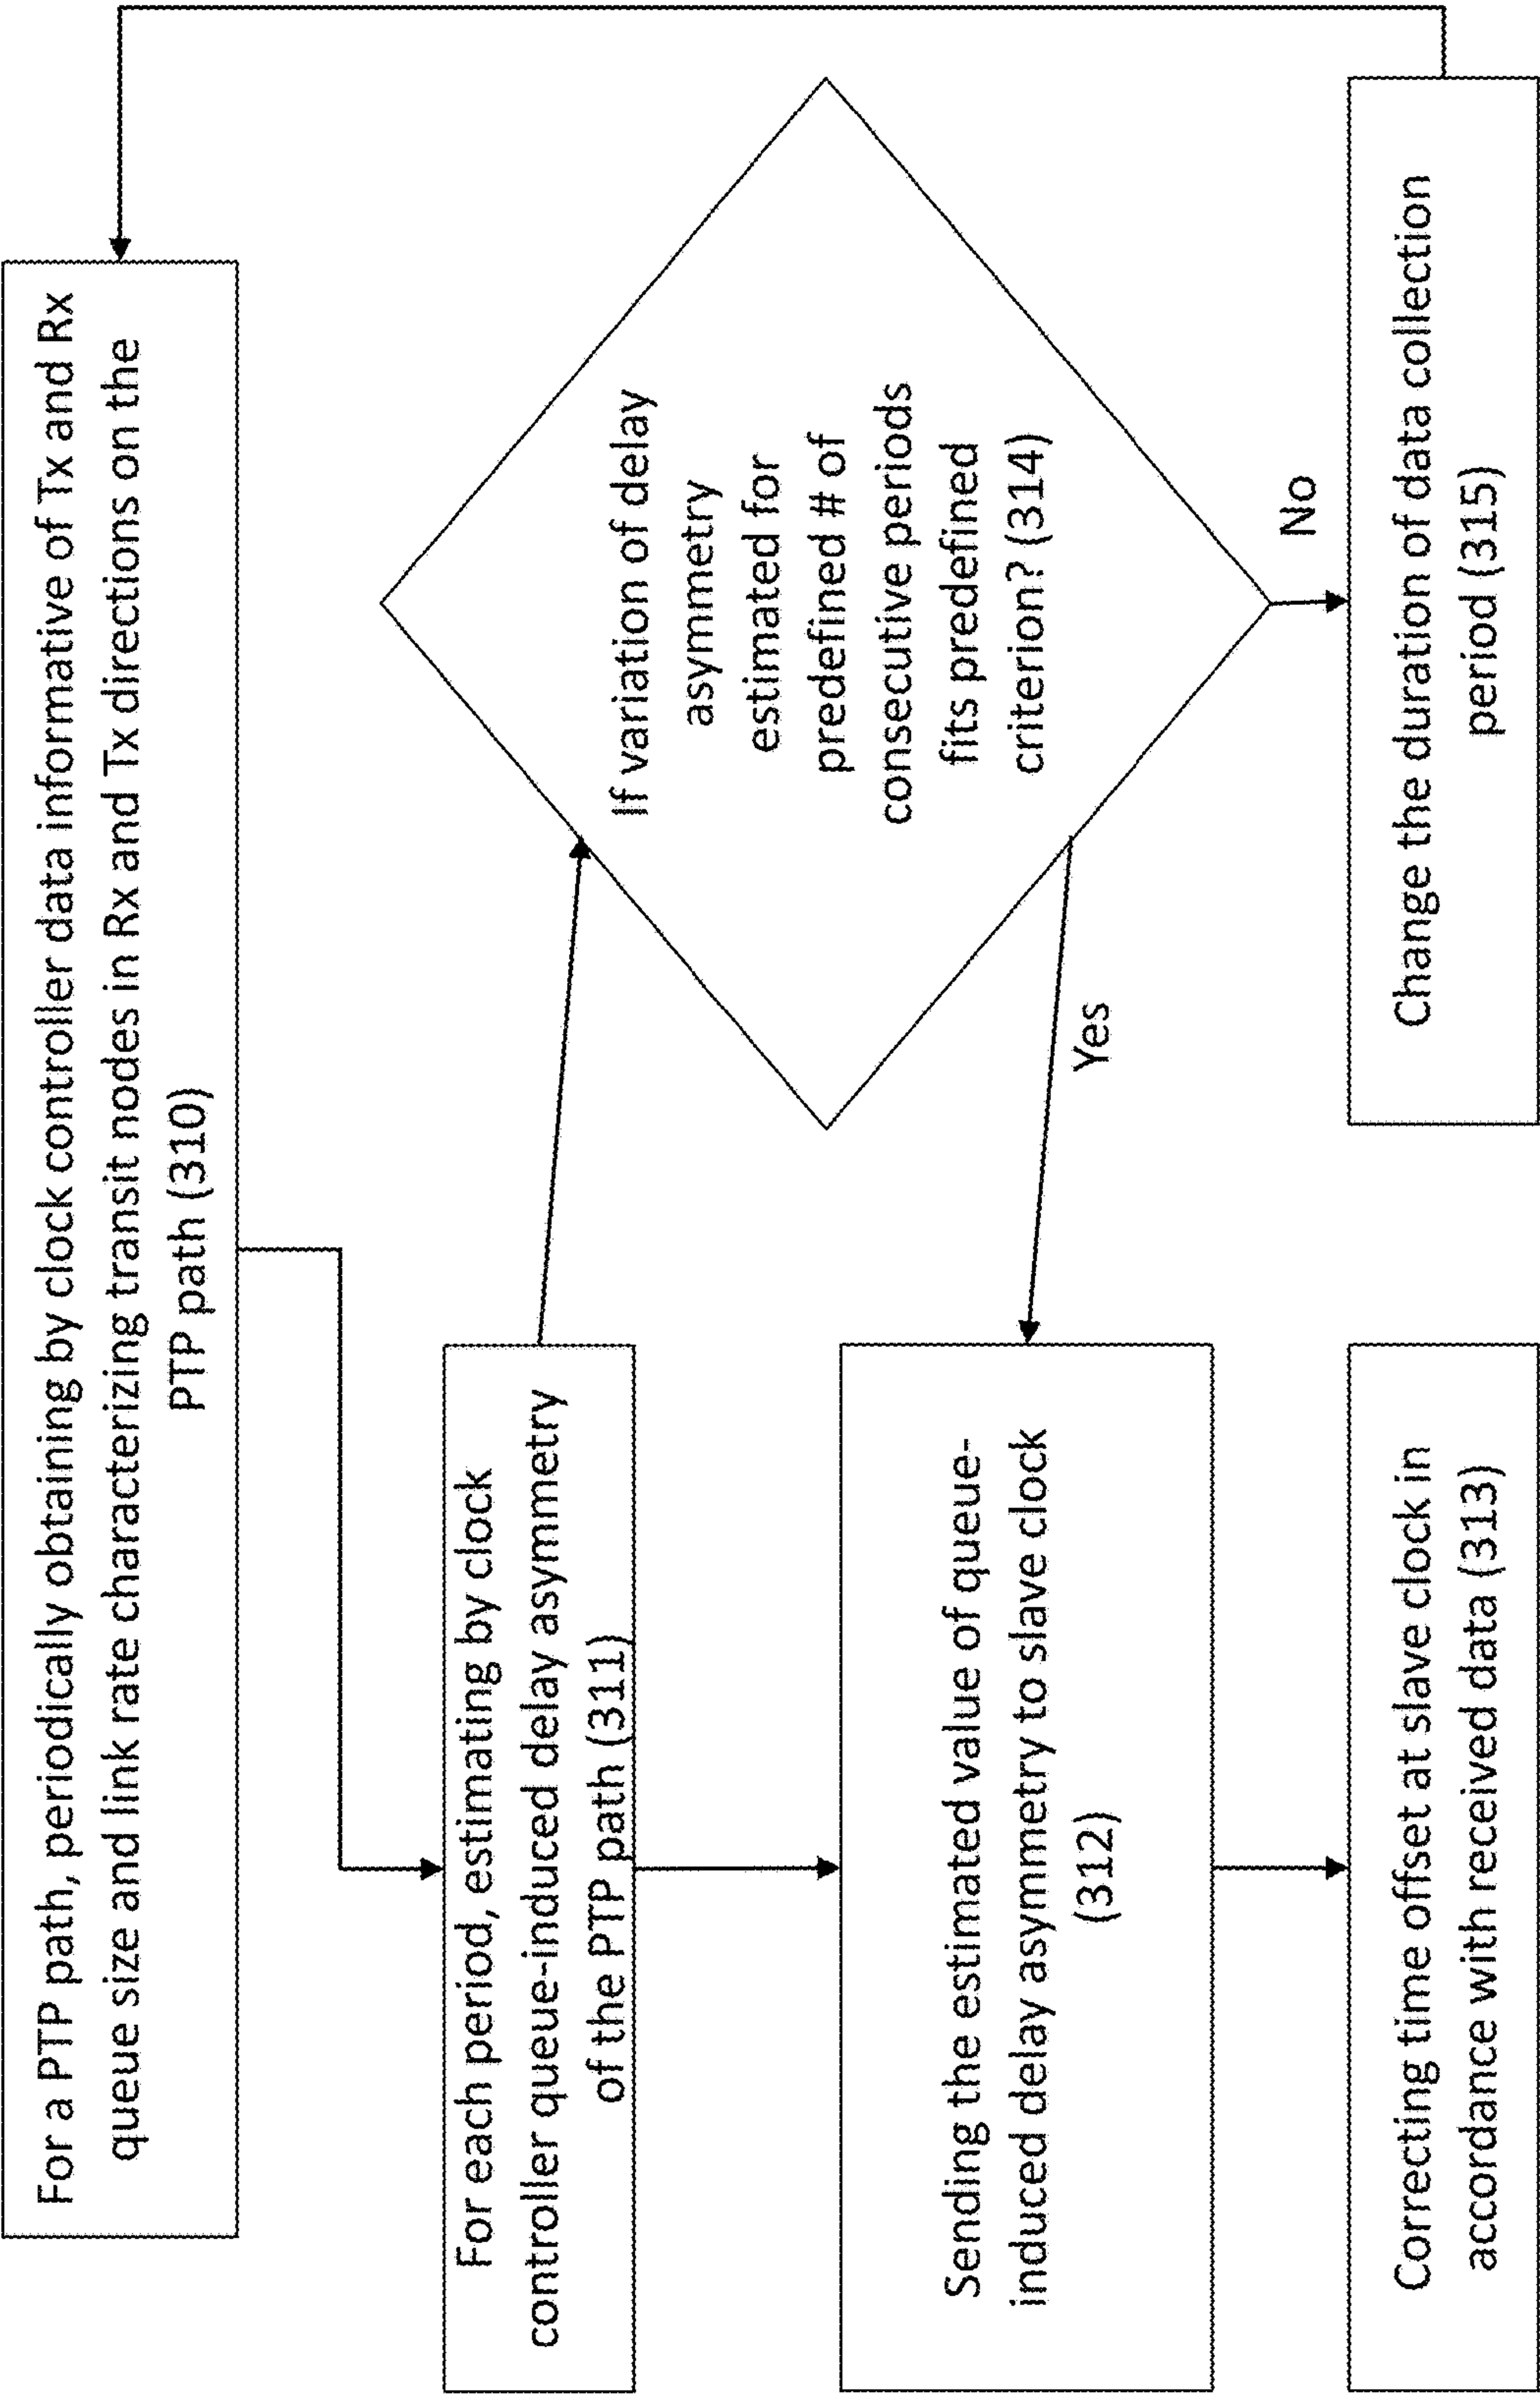 For a PTP path, periodically obtaining by clock controller data informative of Tx and Rx
queue size and link rate characterizing transit nodes in Rx and Tx directions on the
PTP path (310)
For each period, estimating by clock
controller queue-induced delay asymmetry
of the PTP path (311)
If variation of delay
asymmetry
estimated for
predefined # of
consecutive periods
fits predefined
criterion? (314)
Yes
No
Sending the estimated value of queue-
induced delay asymmetry to slave clock
(312)
Correcting time offset at slave clock in
accordance with received data (313)
Change the duration of data collection
period (315)